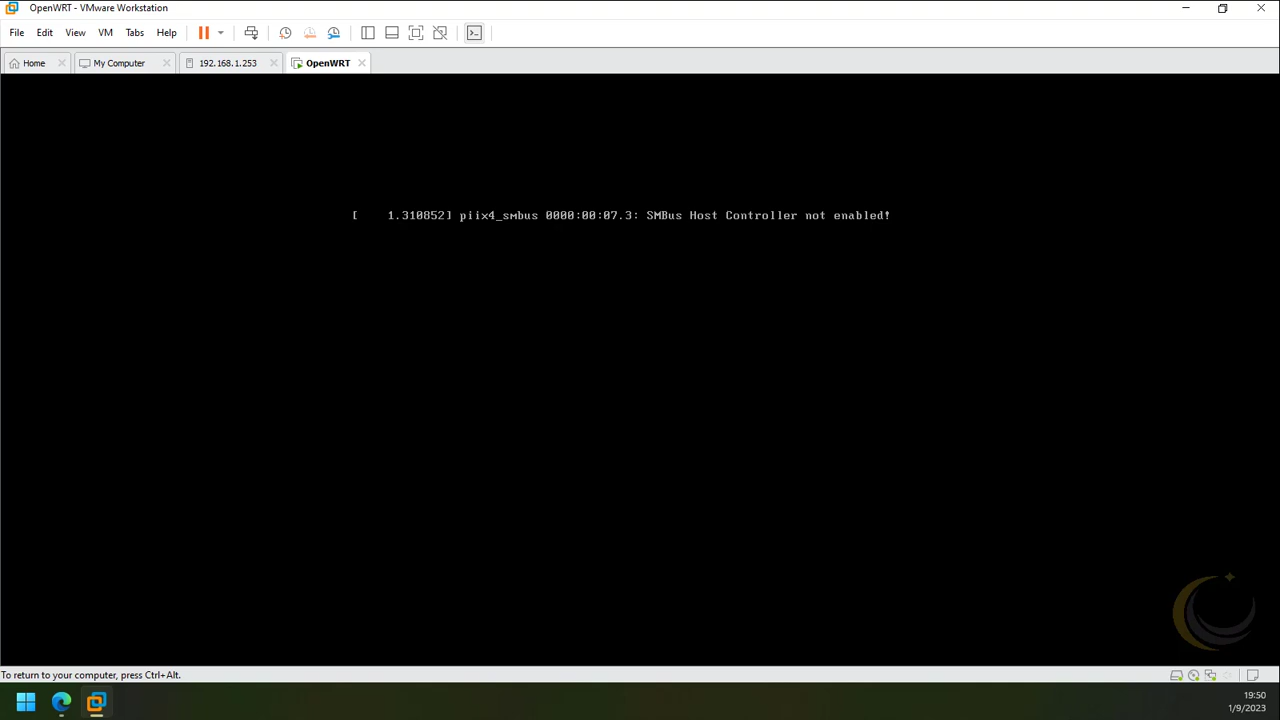 OpenWRT - VMware Workstation
File Edit View VM Tabs Help
Home My Computer 192.168.1.253 OpenWRT
[    1.310852] piix4_smbus 0000:00:07.3: SMBus Host Controller not enabled!
To return to your computer, press Ctrl+Alt.
19:50
1/9/2023